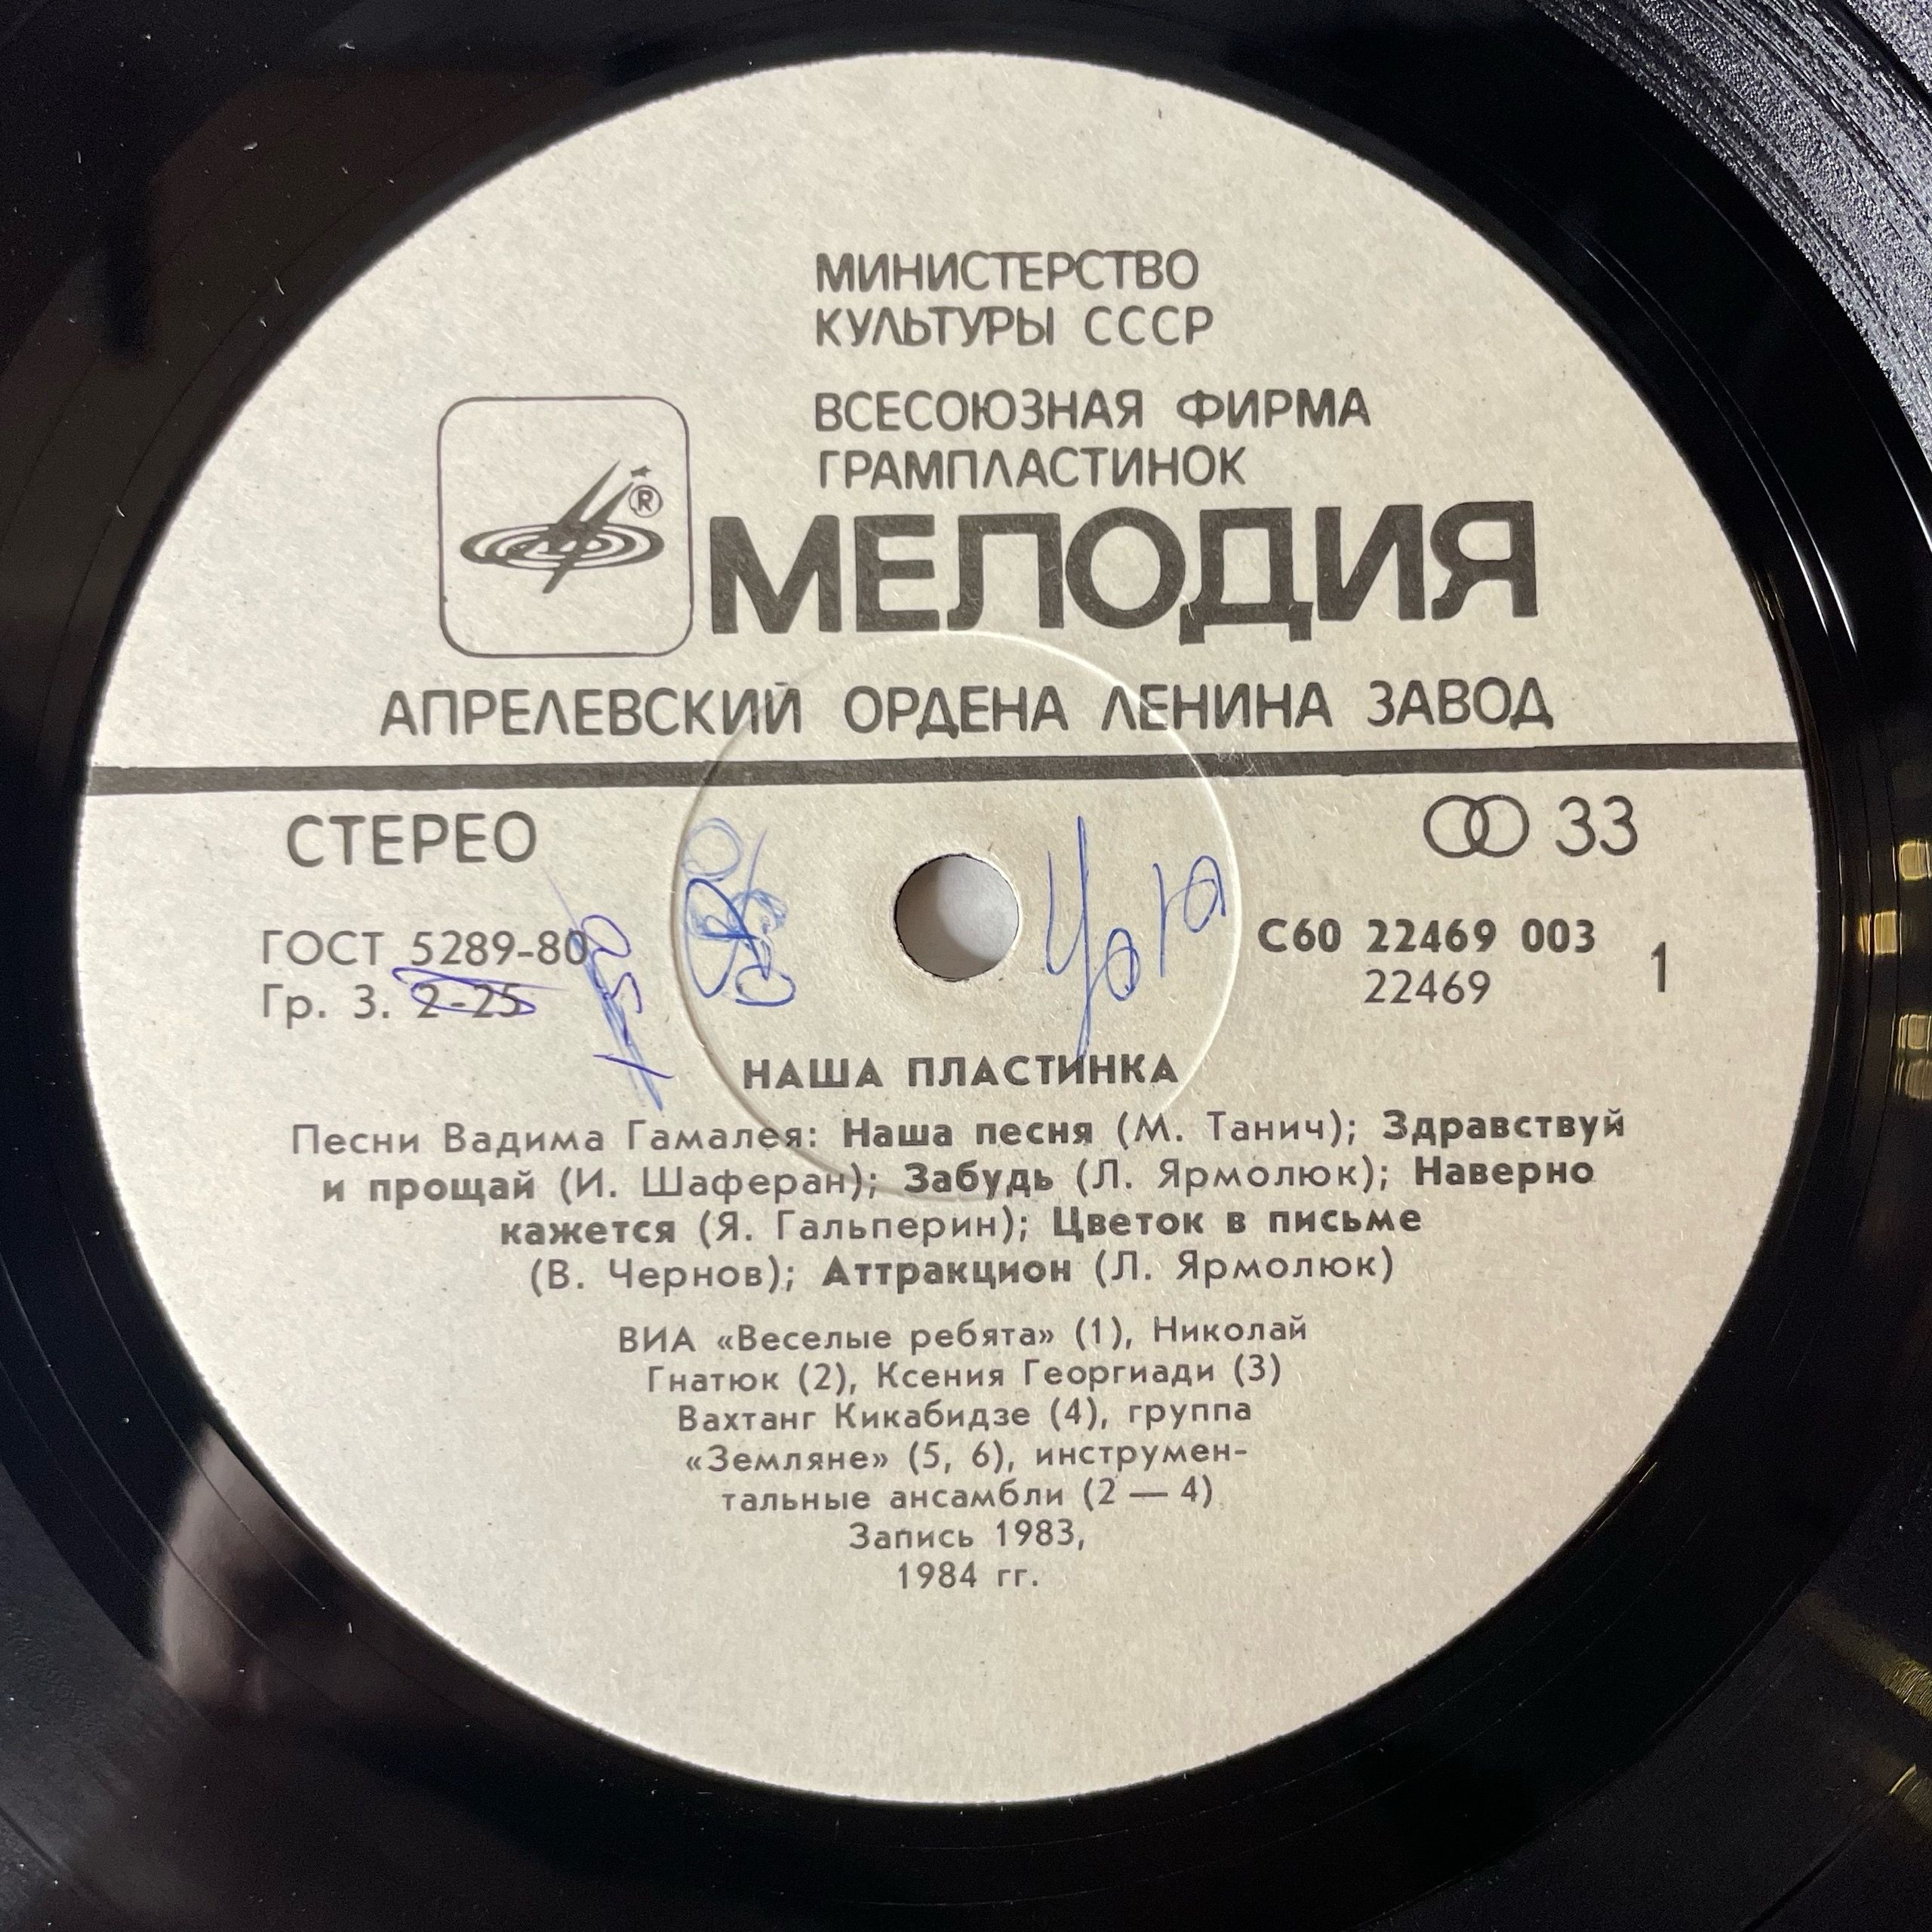 МИНИСТЕРСТВО
КУЛЬТУРЫ СССР
ВСЕСОЮЗНАЯ ФИРМА
ГРАМПЛАСТИНОК
®
МЕЛОДИЯ
АПРЕЛЕВСКИЙ ОРДЕНА ЛЕНИНА ЗАВОД
СТЕРЕО
33
ГОСТ 5289-80
Гр. 3. 2-25
С60 22469 003
22469
1
НАША ПЛАСТИНКА
Песни Вадима Гамалея: Наша песня (М. Танич); Здравствуй
и прощай (И. Шаферан); Забудь (Л. Ярмолюк); Наверно
кажется (Я. Гальперин); Цветок в письме
(В. Чернов); Аттракцион (Л. Ярмолюк)
ВИА «Веселые ребята» (1), Николай
Гнатюк (2), Ксения Георгиади (3)
Вахтанг Кикабидзе (4), группа
«Земляне» (5, 6), инструмен-
тальные ансамбли (2 — 4)
Запись 1983,
1984 гг.